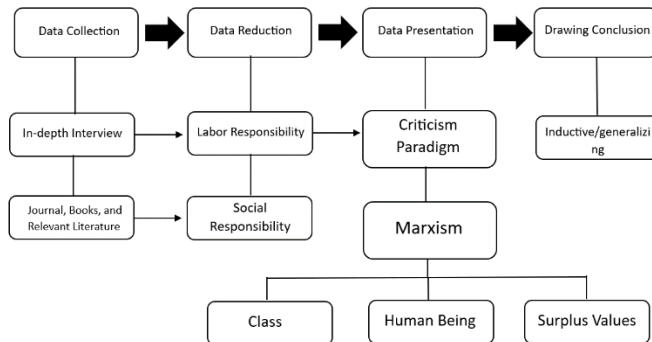 Data Collection
Data Reduction
Data Presentation
Drawing Conclusion
In-depth Interview
Labor Responsibility
Criticism
Paradigm
Inductive/generalizi
ng
Journal, Books, and
Relevant Literature
Social
Responsibility
Marxism
Class
Human Being
Surplus Values